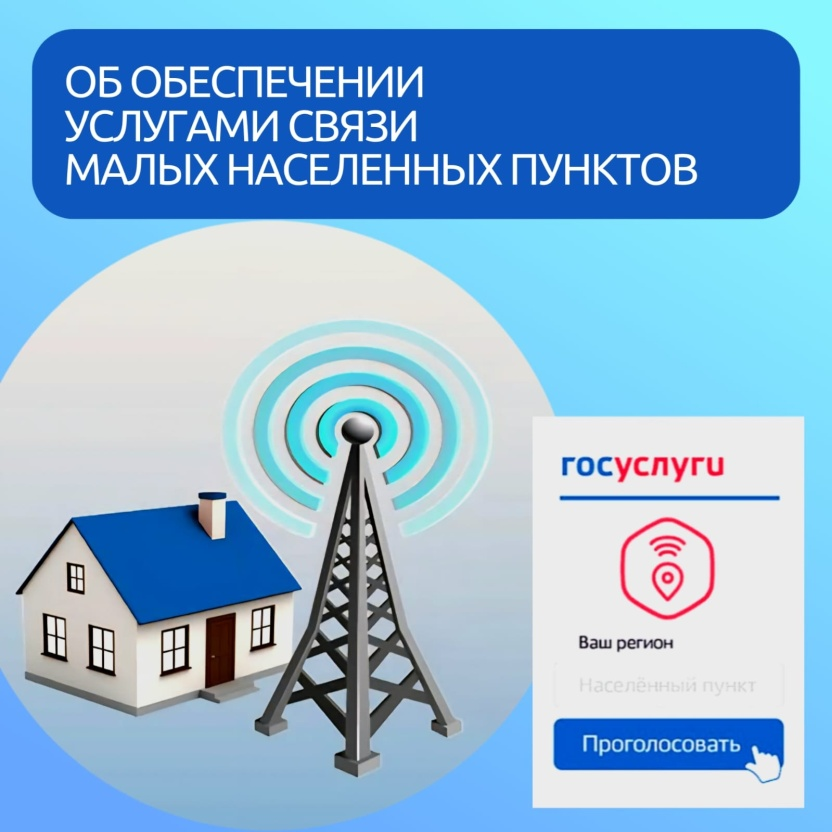 ОБ ОБЕСПЕЧЕНИИ
УСЛУГАМИ СВЯЗИ
МАЛЫХ НАСЕЛЕННЫХ ПУНКТОВ
госуслуги
Ваш регион
Населённый пункт
Проголосовать